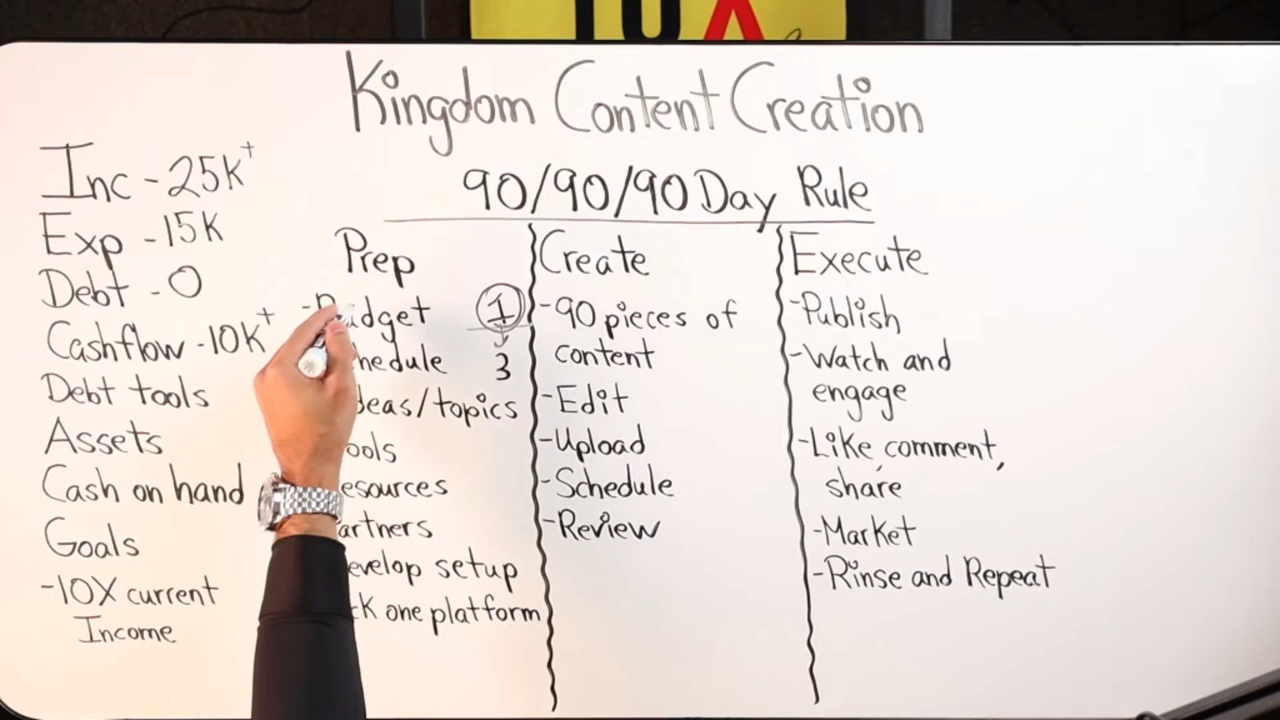 Kingdom Content Creation
90/90/90 Day Rule
Inc - 25K+
Exp - 15K
Debt - 0
Cashflow - 10K+
Debt tools
Assets
Cash on hand
Goals
-10X current
Income
Prep
udget 1
hedule 3
deas/topics
ools
esources
artners
evelop setup
ck one platform
Create
-90 pieces of
content
-Edit
-Upload
-Schedule
-Review
Execute
-Publish
-Watch and
engage
-Like, comment,
share
-Market
-Rinse and Repeat